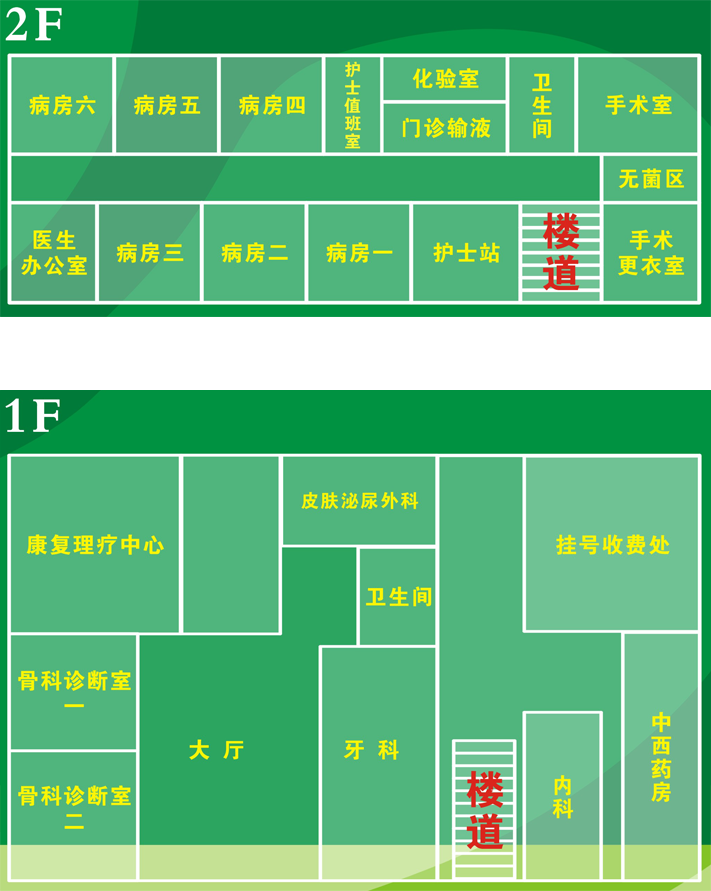 2F
病房六
病房五
病房四
护士值班室
化验室
门诊输液
卫生间
手术室
无菌区
医生
办公室
病房三
病房二
病房一
护士站
楼道
手术
更衣室
1F
康复理疗中心
皮肤泌尿外科
挂号收费处
卫生间
骨科诊断室
一
大厅
牙科
中西药房
骨科诊断室
二
楼道
内科